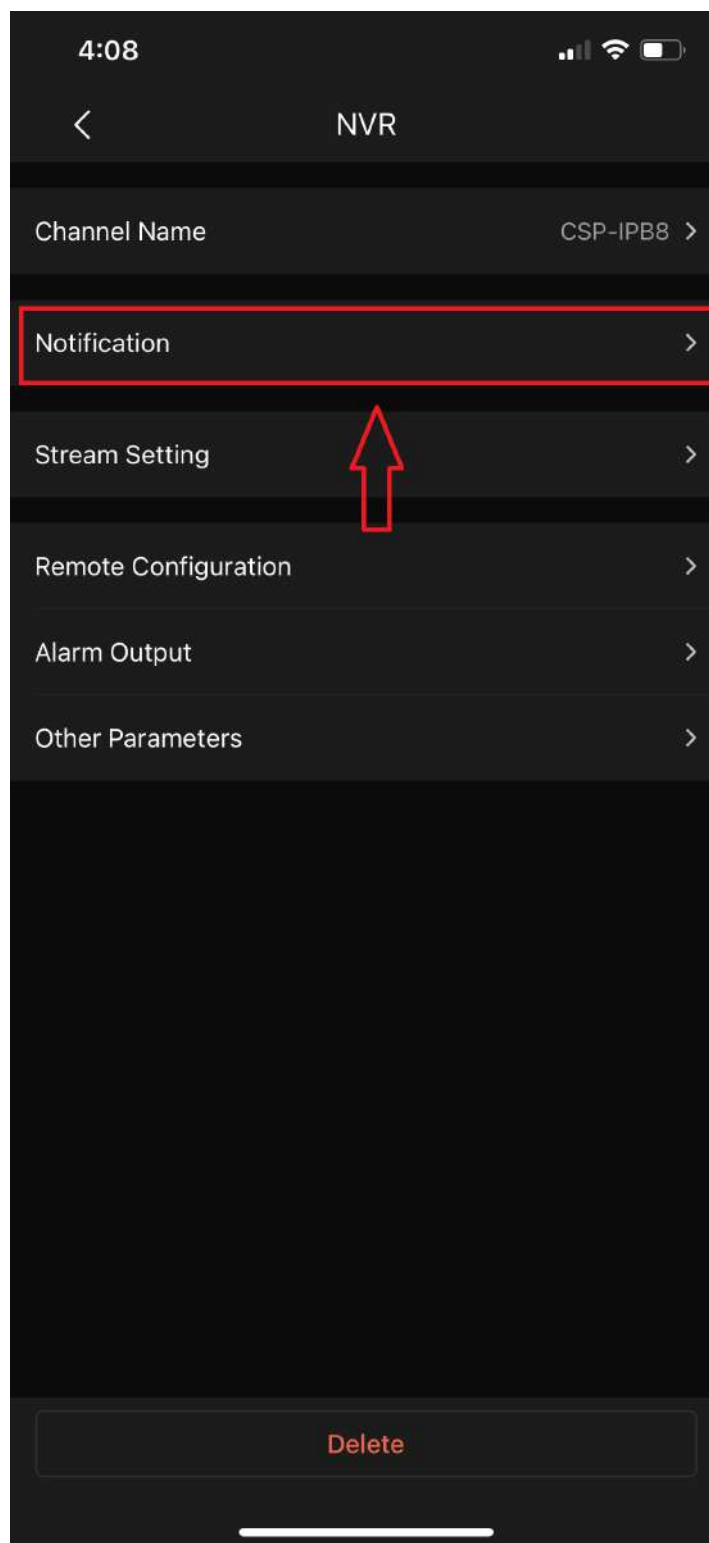 4:08
NVR
Channel Name CSP-IPB8
Notification
Stream Setting
Remote Configuration
Alarm Output
Other Parameters
Delete